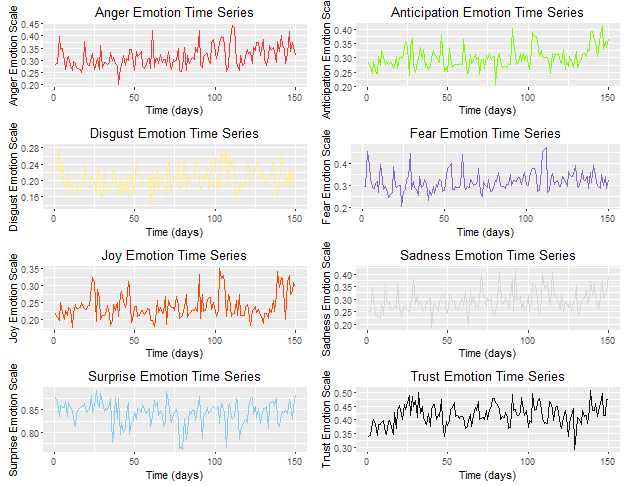 Anger Emotion Time Series
Anger Emotion Scale
0.45
0.40
0.35
0.30
0.25
0.20
0 50 100 150
Time (days)
Anticipation Emotion Time Series
Anticipation Emotion Scale
0.40
0.35
0.30
0.25
0.20
0 50 100 150
Time (days)
Disgust Emotion Time Series
Disgust Emotion Scale
0.28
0.24
0.20
0.16
0 50 100 150
Time (days)
Fear Emotion Time Series
Fear Emotion Scale
0.4
0.3
0.2
0 50 100 150
Time (days)
Joy Emotion Time Series
Joy Emotion Scale
0.35
0.30
0.25
0.20
0 50 100 150
Time (days)
Sadness Emotion Time Series
Sadness Emotion Scale
0.40
0.35
0.30
0.25
0.20
0 50 100 150
Time (days)
Surprise Emotion Time Series
Surprise Emotion Scale
0.85
0.80
0 50 100 150
Time (days)
Trust Emotion Time Series
Trust Emotion Scale
0.50
0.45
0.40
0.35
0.30
0 50 100 150
Time (days)